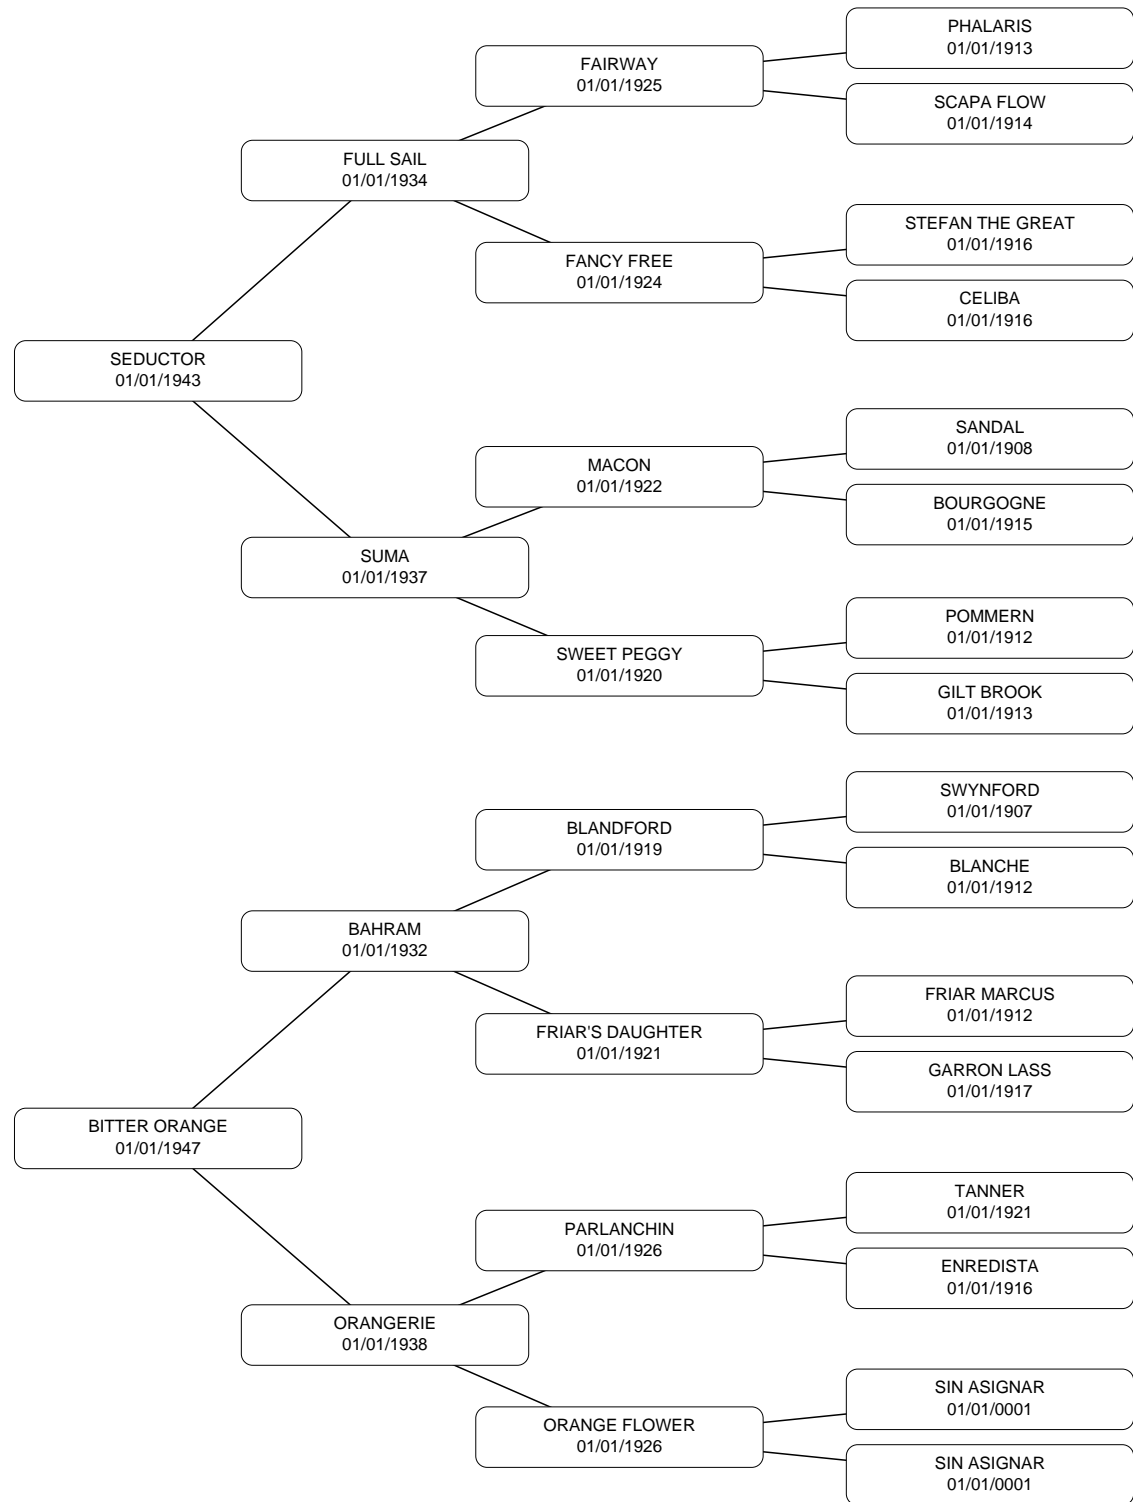 PHALARIS
01/01/1913
FAIRWAY
01/01/1925
SCAPA FLOW
01/01/1914
FULL SAIL
01/01/1934
STEFAN THE GREAT
01/01/1916
FANCY FREE
01/01/1924
CELIBA
01/01/1916
SEDUCTOR
01/01/1943
SANDAL
01/01/1908
MACON
01/01/1922
BOURGOGNE
01/01/1915
SUMA
01/01/1937
POMMERN
01/01/1912
SWEET PEGGY
01/01/1920
GILT BROOK
01/01/1913
SWYNFORD
01/01/1907
BLANDFORD
01/01/1919
BLANCHE
01/01/1912
BAHRAM
01/01/1932
FRIAR MARCUS
01/01/1912
FRIAR'S DAUGHTER
01/01/1921
GARRON LASS
01/01/1917
BITTER ORANGE
01/01/1947
TANNER
01/01/1921
PARLANCHIN
01/01/1926
ENREDISTA
01/01/1916
ORANGERIE
01/01/1938
SIN ASIGNAR
01/01/0001
ORANGE FLOWER
01/01/1926
SIN ASIGNAR
01/01/0001